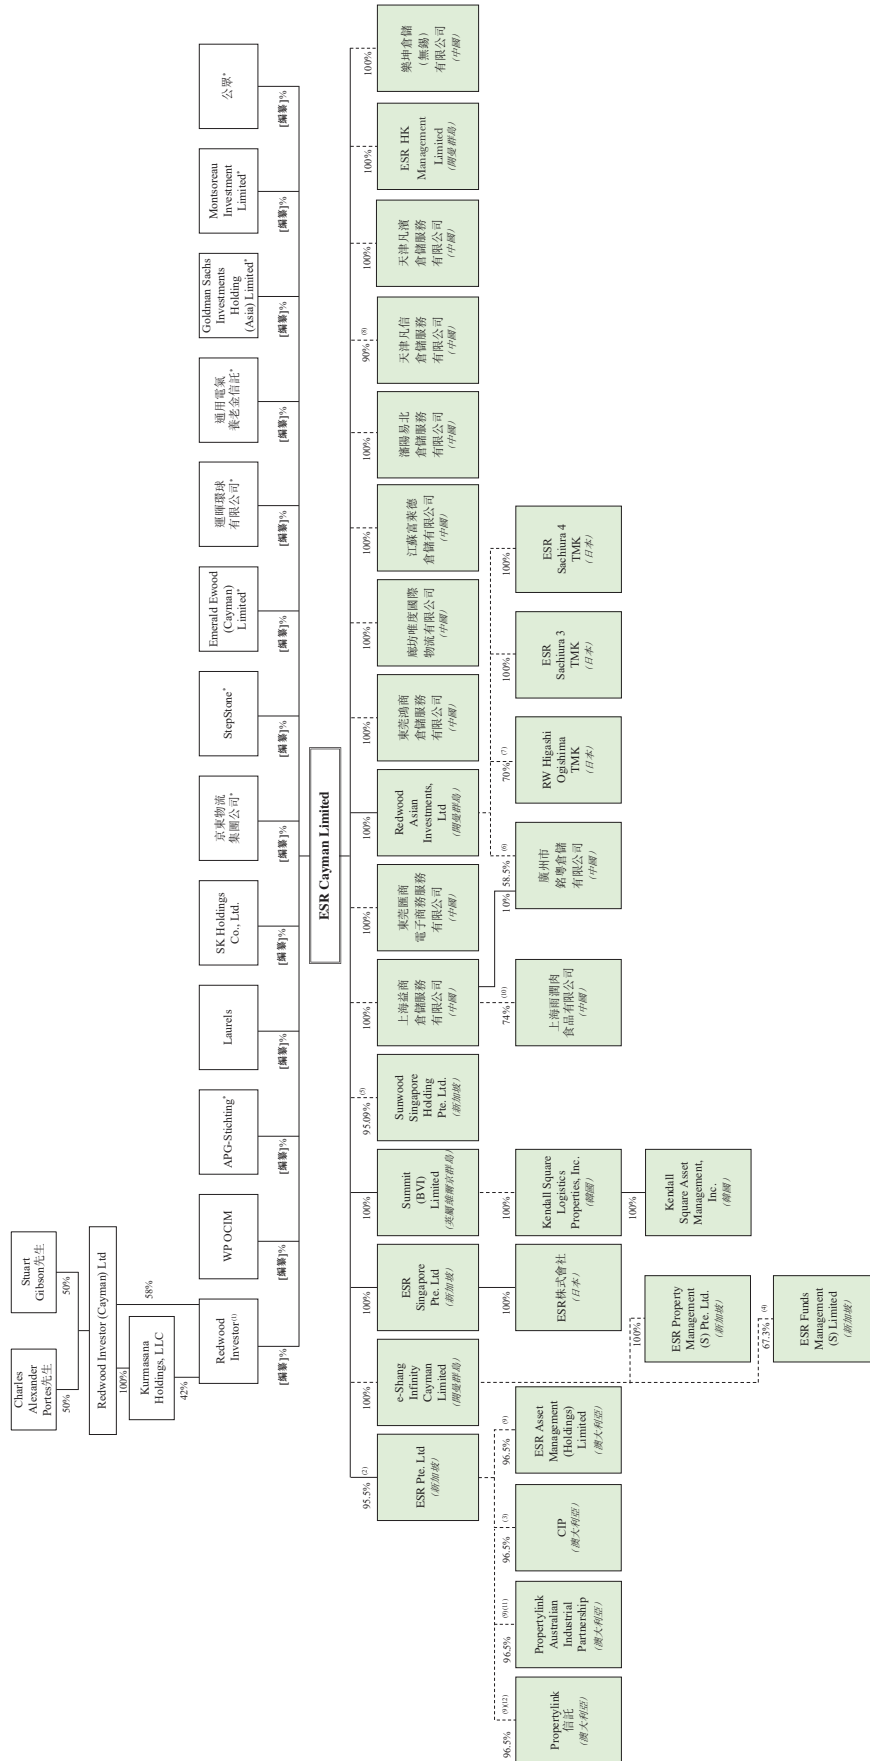 Charles
Alexander
Portes先生
50%
Stuart
Gibson先生
50%
Redwood Investor (Cayman) Ltd
100%
Kurmasana
Holdings, LLC
42%
58%
Redwood
Investor(1)
[編纂]%
WP OCIM
[編纂]%
APG-Stichting*
[編纂]%
Laurels
[編纂]%
SK Holdings
Co., Ltd.
[編纂]%
京東物流
集團公司*
[編纂]%
StepStone*
[編纂]%
Emerald Ewood
(Cayman)
Limited*
[編纂]%
運暉環球
有限公司*
[編纂]%
通用電氣
養老金信託*
[編纂]%
Goldman Sachs
Investments
Holding
(Asia) Limited*
[編纂]%
Montsoreau
Investment
Limited*
[編纂]%
公眾*
[編纂]%
ESR Cayman Limited
95.5% (2)
ESR Pte. Ltd
(新加坡)
100%
e-Shang
Infinity
Cayman
Limited
(開曼群島)
100%
ESR
Singapore
Pte. Ltd
(新加坡)
100%
Summit
(BVI)
Limited
(英屬維爾京群島)
95.09% (5)
Sunwood
Singapore
Holding
Pte. Ltd.
(新加坡)
100%
上海益商
倉儲服務
有限公司
(中國)
100%
東莞匯商
電子商務服務
有限公司
(中國)
100%
Redwood
Asian
Investments,
Ltd
(開曼群島)
100%
東莞鴻商
倉儲服務
有限公司
(中國)
100%
廊坊唯度國際
物流有限公司
(中國)
100%
江蘇富萊德
倉儲有限公司
(中國)
100%
瀋陽易北
倉儲服務
有限公司
(中國)
90% (8)
天津凡信
倉儲服務
有限公司
(中國)
100%
天津凡濱
倉儲服務
有限公司
(中國)
100%
ESR HK
Management
Limited
(開曼群島)
100%
樂坤倉儲
(無錫)
有限公司
(中國)
96.5% (9)(12)
Propertylink
信託
(澳大利亞)
96.5% (9)(11)
Propertylink
Australian
Industrial
Partnership
(澳大利亞)
96.5% (3)
CIP
(澳大利亞)
96.5% (9)
ESR Asset
Management
(Holdings)
Limited
(澳大利亞)
100%
ESR株式會社
(日本)
100%
Kendall Square
Logistics
Properties, Inc.
(韓國)
74% (10)
上海雨潤肉
食品有限公司
(中國)
10% 58.5% (6)
廣州市
銘粵倉儲
有限公司
(中國)
70% (7)
RW Higashi
Ogishima
TMK
(日本)
100%
ESR
Sachiura 3
TMK
(日本)
100%
ESR
Sachiura 4
TMK
(日本)
100%
ESR Property
Management
(S) Pte. Ltd.
(新加坡)
100%
Kendall
Square Asset
Management,
Inc.
(韓國)
67.3% (4)
ESR Funds
Management
(S) Limited
(新加坡)